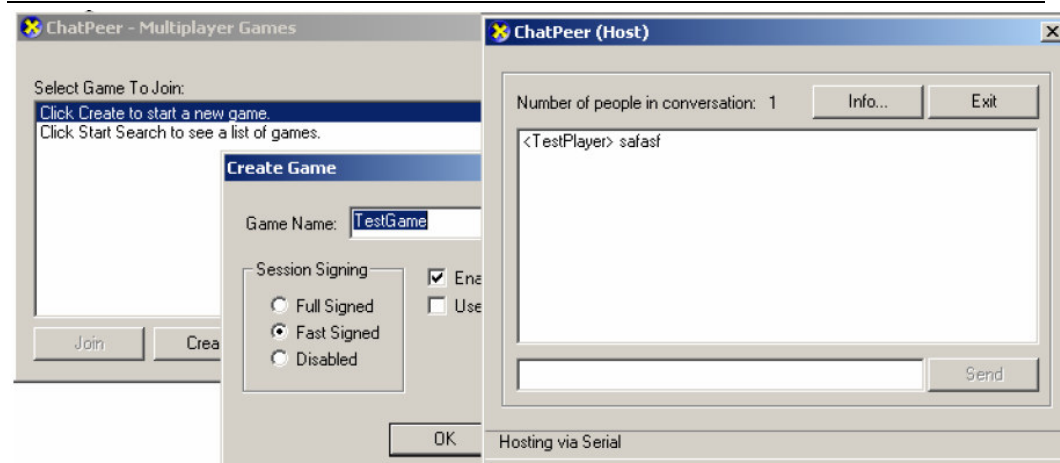 ChatPeer - Multiplayer Games
Select Game To Join:
Click Create to start a new game.
Click Start Search to see a list of games.
Join
Crea
Create Game
Game Name: TestGame
Session Signing
Full Signed
Fast Signed
Disabled
Ena
Use
OK
ChatPeer (Host)
Number of people in conversation: 1
Info...
Exit
<TestPlayer> safasf
Send
Hosting via Serial